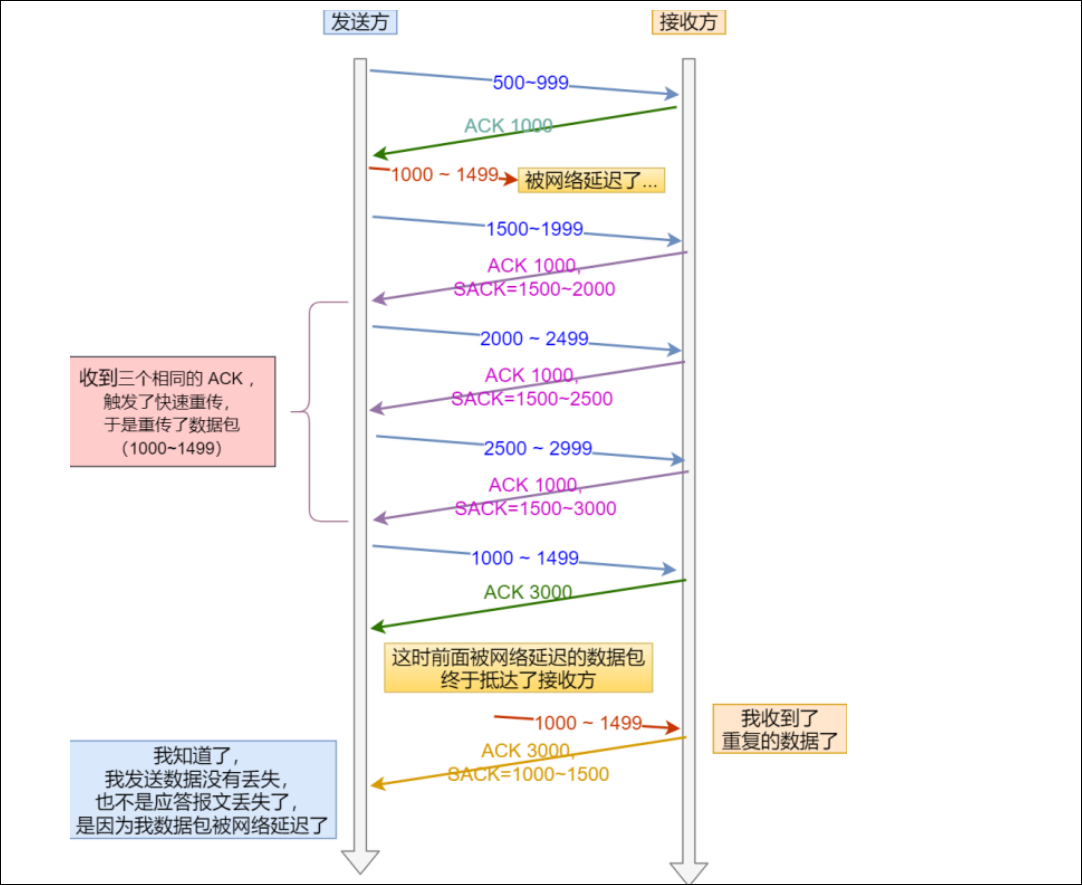 发送方
接收方
500~999
ACK 1000
1000 ~ 1499
被网络延迟了...
1500~1999
ACK 1000,
SACK=1500~2000
2000 ~ 2499
ACK 1000,
SACK=1500~2500
收到三个相同的 ACK ，
触发了快速重传，
于是重传了数据包
（1000~1499）
2500 ~ 2999
ACK 1000,
SACK=1500~3000
1000 ~ 1499
ACK 3000
这时前面被网络延迟的数据包
终于抵达了接收方
1000 ~ 1499
我收到了
重复的数据了
ACK 3000,
SACK=1000~1500
我知道了，
我发送数据没有丢失，
也不是应答报文丢失了，
是因为我数据包被网络延迟了